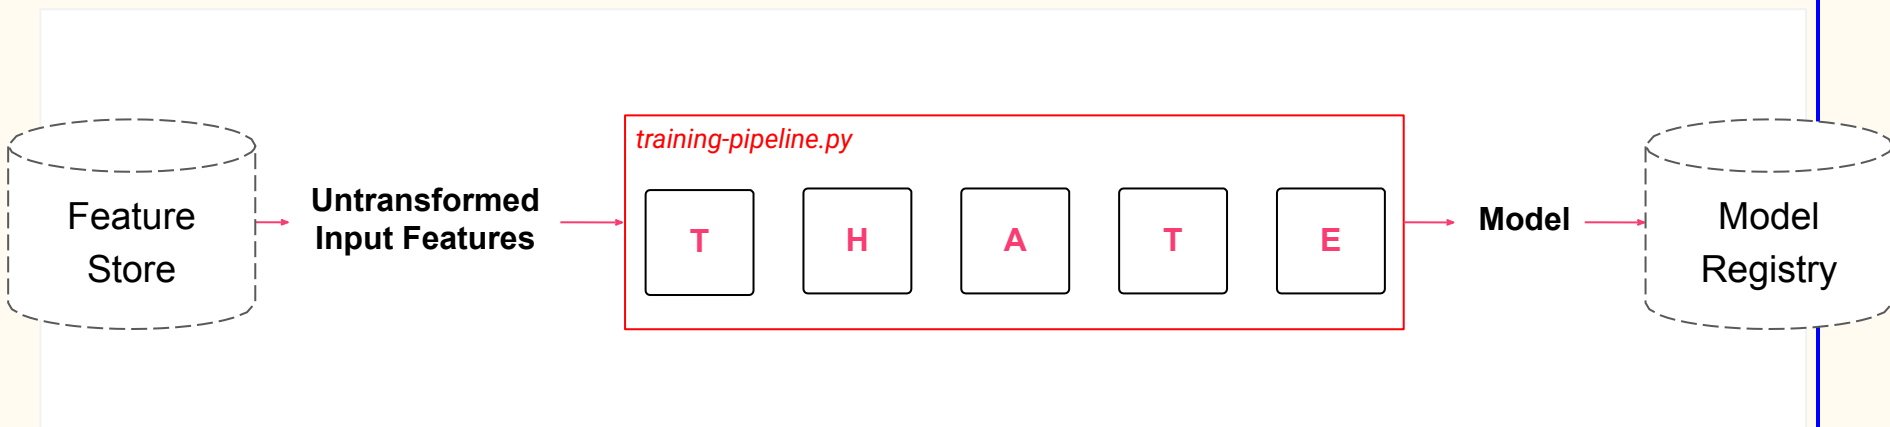 training-pipeline.py
Feature
Store
Untransformed
Input Features
T
H
A
T
E
Model
Model
Registry